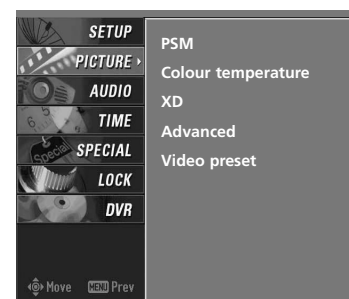 SETUP
PICTURE
AUDIO
TIME
SPECIAL
LOCK
DVR
Move MENU Prev
PSM
Colour temperature
XD
Advanced
Video preset